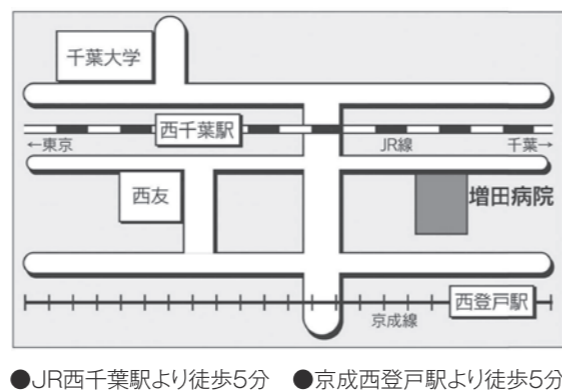 千葉大学
西千葉駅
←東京
JR線
千葉→
西友
増田病院
西登戸駅
京成線
●JR西千葉駅より徒歩5分 ●京成西登戸駅より徒歩5分